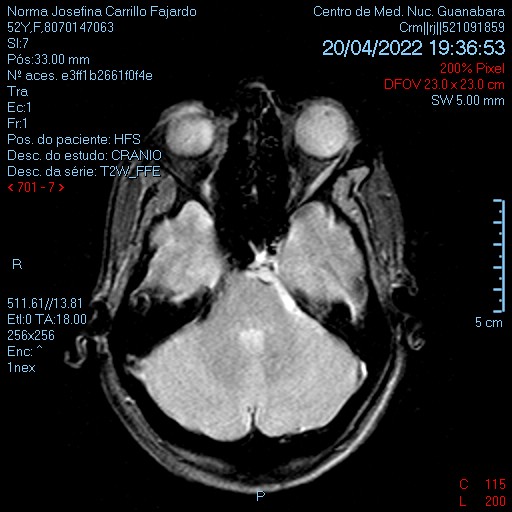 Norma Josefina Carrillo Fajardo
52Y,F,8070147063
Sl:7
Pós:33.00 mm
Nº aces. e3ff1b2661f0f4e
Tra
Ec:1
Fr:1
Pos. do paciente: HFS
Desc. do estudo: CRANIO
Desc. da série: T2W_FFE
< 701 - 7 >
Centro de Med. Nuc. Guanabara
Crm||rj||521091859
20/04/2022 19:36:53
200% Pixel
DFOV 23.0 x 23.0 cm
SW 5.00 mm
R
5 cm
511.61//13.81
Etl:0 TA:18.00
256x256
Enc: ^
1nex
P
C 115
L 200